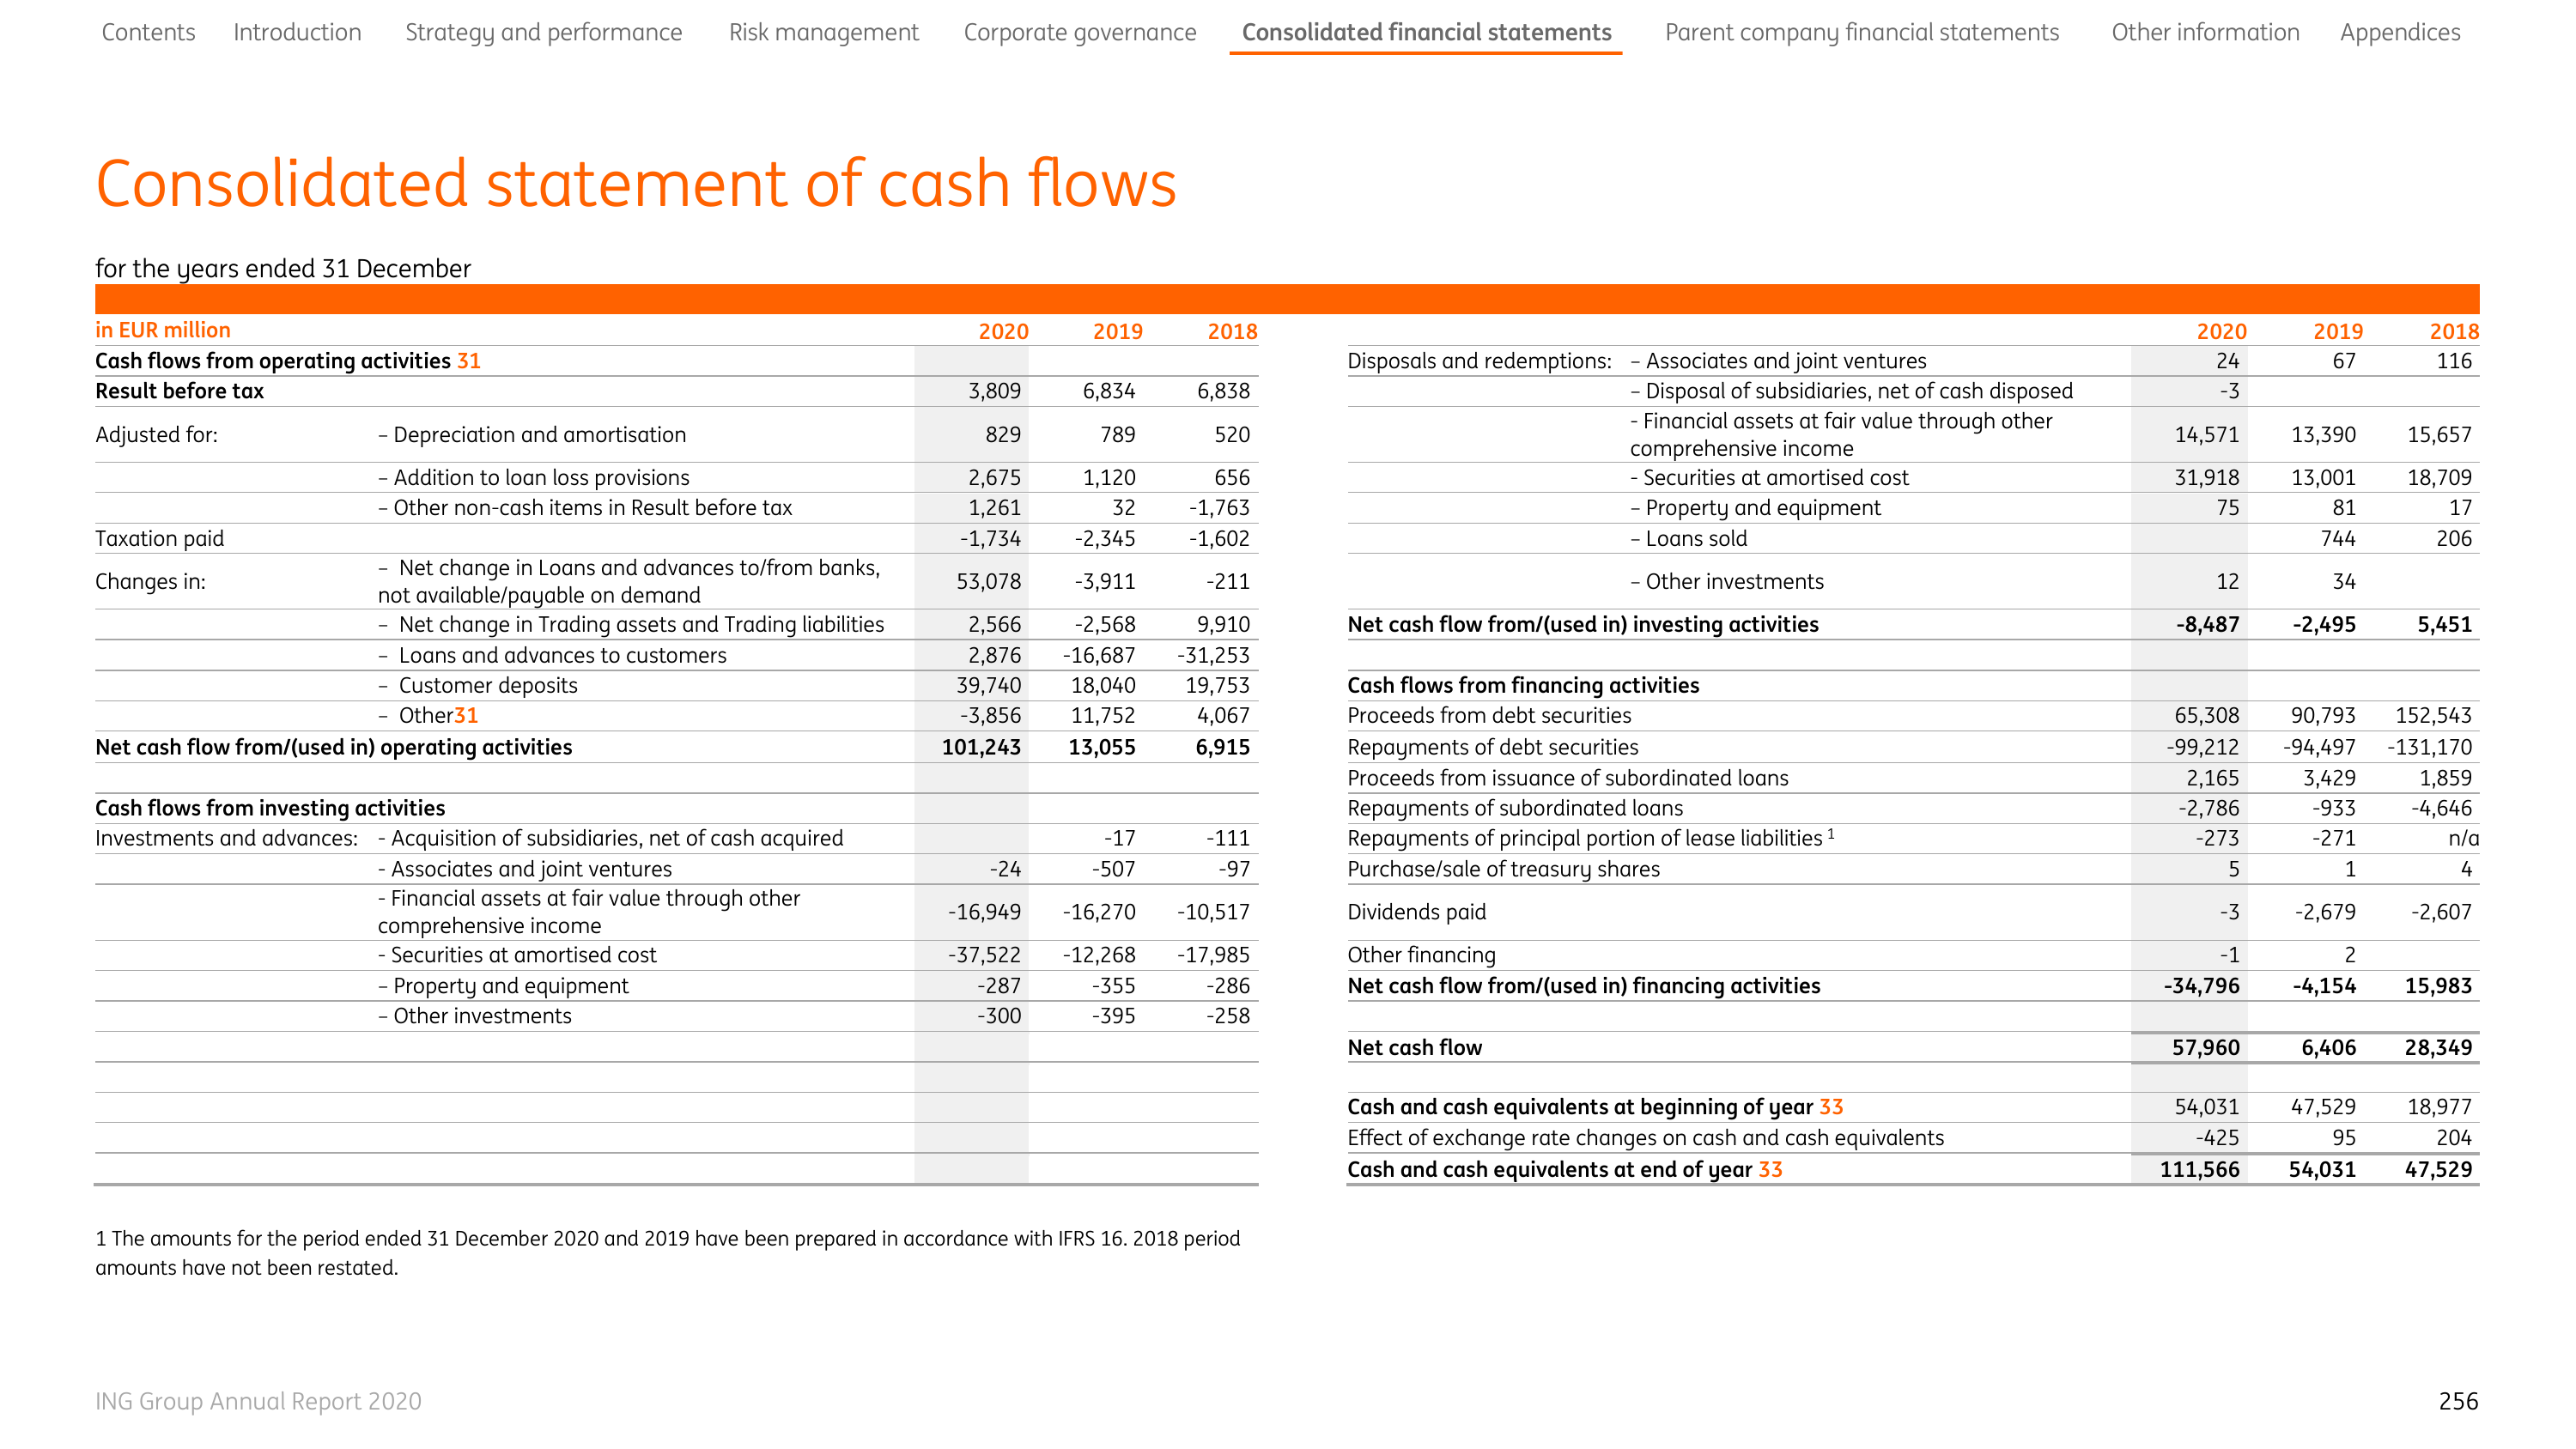 Contents Introduction Strategy and performance Risk management Corporate governance Consolidated financial statements Parent company financial statements Other information Appendices
Consolidated statement of cash flows
for the years ended 31 December
in EUR million 2020 2019 2018
Cash flows from operating activities 31
Result before tax 3,809 6,834 6,838
Adjusted for: – Depreciation and amortisation 829 789 520
– Addition to loan loss provisions 2,675 1,120 656
– Other non-cash items in Result before tax 1,261 32 -1,763
Taxation paid -1,734 -2,345 -1,602
Changes in: – Net change in Loans and advances to/from banks,
not available/payable on demand 53,078 -3,911 -211
– Net change in Trading assets and Trading liabilities 2,566 -2,568 9,910
– Loans and advances to customers 2,876 -16,687 -31,253
– Customer deposits 39,740 18,040 19,753
– Other31 -3,856 11,752 4,067
Net cash flow from/(used in) operating activities 101,243 13,055 6,915
Cash flows from investing activities
Investments and advances: - Acquisition of subsidiaries, net of cash acquired -17 -111
- Associates and joint ventures -24 -507 -97
- Financial assets at fair value through other
comprehensive income -16,949 -16,270 -10,517
- Securities at amortised cost -37,522 -12,268 -17,985
– Property and equipment -287 -355 -286
– Other investments -300 -395 -258
2020 2019 2018
Disposals and redemptions: – Associates and joint ventures 24 67 116
– Disposal of subsidiaries, net of cash disposed -3
- Financial assets at fair value through other
comprehensive income 14,571 13,390 15,657
- Securities at amortised cost 31,918 13,001 18,709
– Property and equipment 75 81 17
– Loans sold 744 206
– Other investments 12 34
Net cash flow from/(used in) investing activities -8,487 -2,495 5,451
Cash flows from financing activities
Proceeds from debt securities 65,308 90,793 152,543
Repayments of debt securities -99,212 -94,497 -131,170
Proceeds from issuance of subordinated loans 2,165 3,429 1,859
Repayments of subordinated loans -2,786 -933 -4,646
Repayments of principal portion of lease liabilities 1 -273 -271 n/a
Purchase/sale of treasury shares 5 1 4
Dividends paid -3 -2,679 -2,607
Other financing -1 2
Net cash flow from/(used in) financing activities -34,796 -4,154 15,983
Net cash flow 57,960 6,406 28,349
Cash and cash equivalents at beginning of year 33 54,031 47,529 18,977
Effect of exchange rate changes on cash and cash equivalents -425 95 204
Cash and cash equivalents at end of year 33 111,566 54,031 47,529
1 The amounts for the period ended 31 December 2020 and 2019 have been prepared in accordance with IFRS 16. 2018 period
amounts have not been restated.
ING Group Annual Report 2020 256